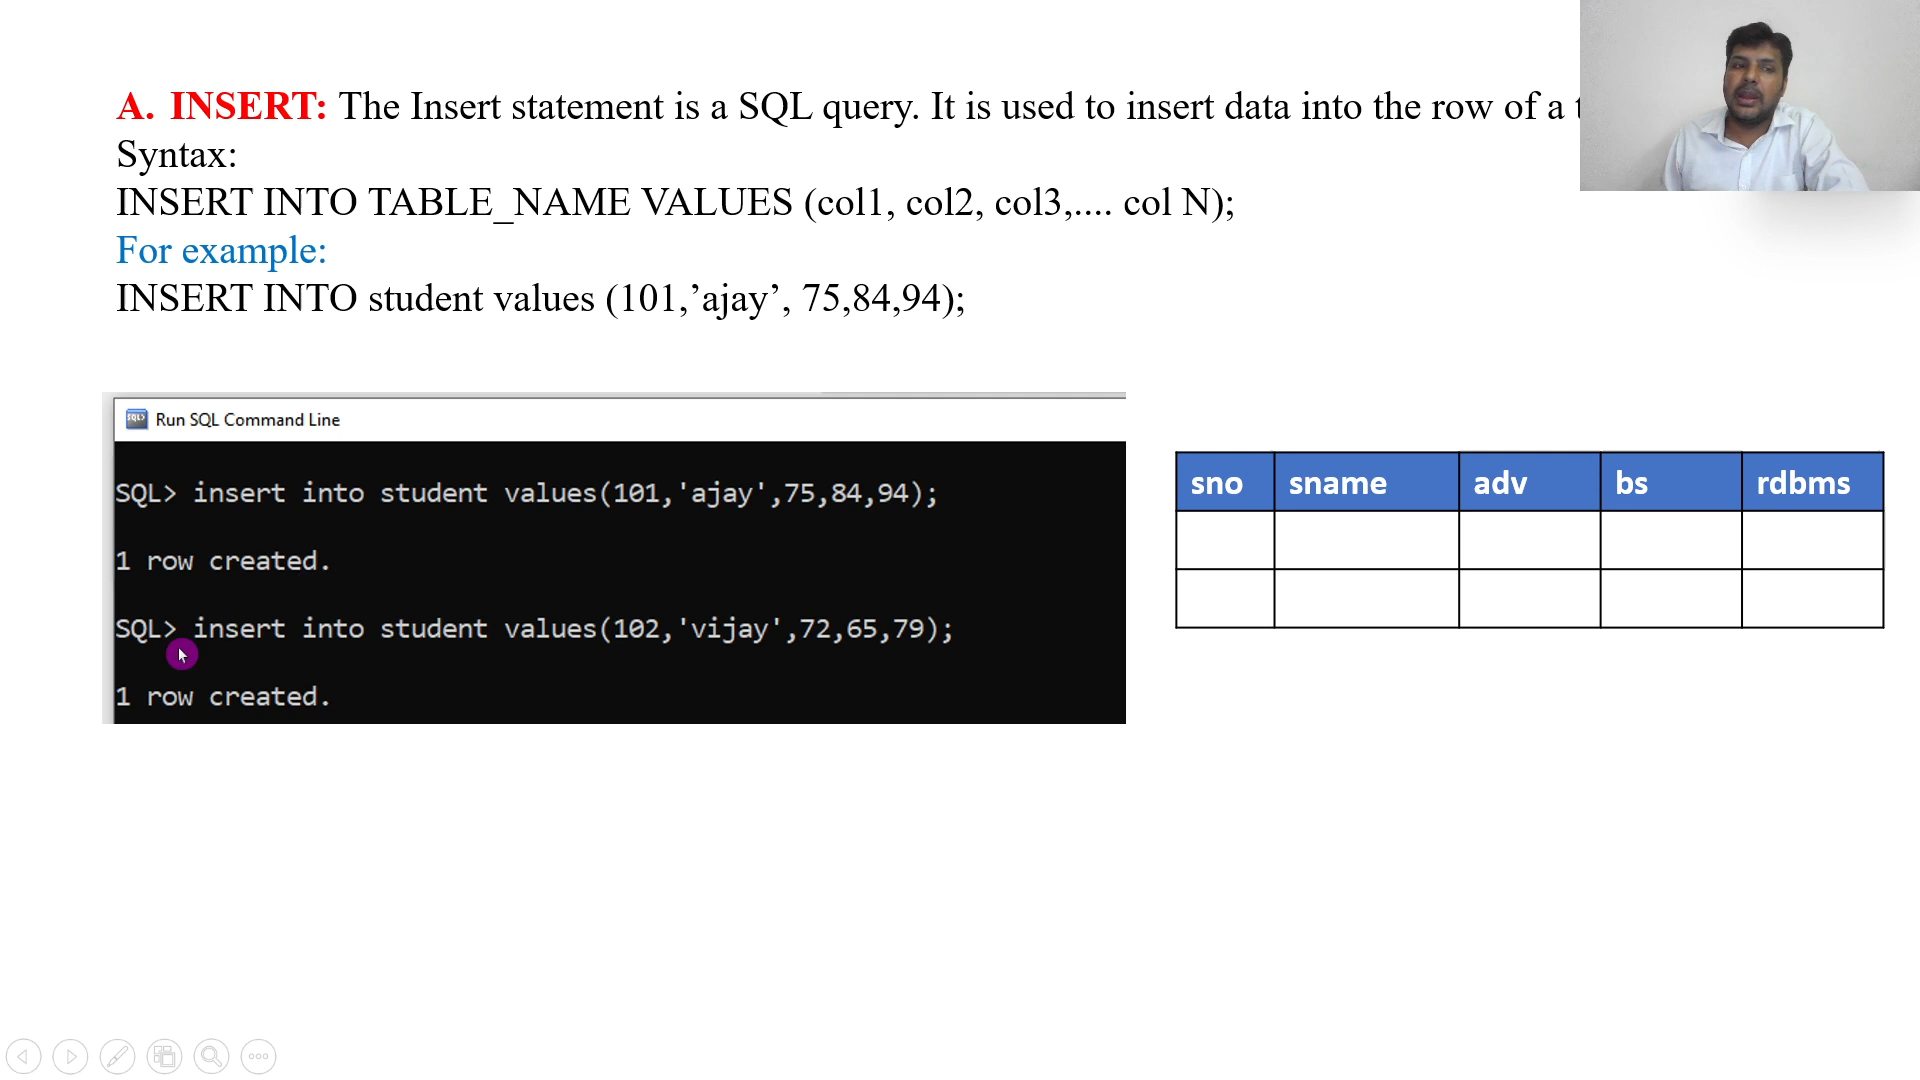 A. INSERT: The Insert statement is a SQL query. It is used to insert data into the row of a
Syntax:
INSERT INTO TABLE_NAME VALUES (col1, col2, col3,.... col N);
For example:
INSERT INTO student values (101,’ajay’, 75,84,94);
Run SQL Command Line
SQL> insert into student values(101,'ajay',75,84,94);
1 row created.
SQL> insert into student values(102,'vijay',72,65,79);
1 row created.
sno sname adv bs rdbms